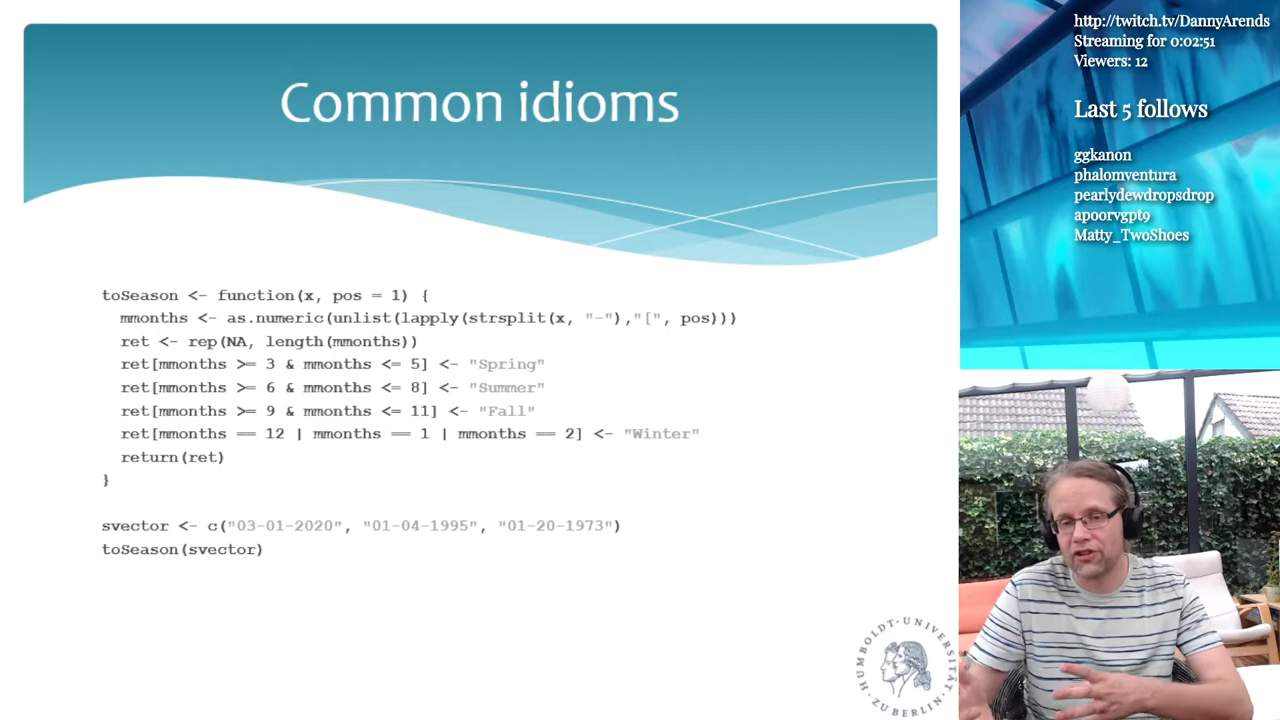 Common idioms
toSeason <- function(x, pos = 1) {
  mmonths <- as.numeric(unlist(lapply(strsplit(x, "-"),"[", pos)))
  ret <- rep(NA, length(mmonths))
  ret[mmonths >= 3 & mmonths <= 5] <- "Spring"
  ret[mmonths >= 6 & mmonths <= 8] <- "Summer"
  ret[mmonths >= 9 & mmonths <= 11] <- "Fall"
  ret[mmonths == 12 | mmonths == 1 | mmonths == 2] <- "Winter"
  return(ret)
}
svector <- c("03-01-2020", "01-04-1995", "01-20-1973")
toSeason(svector)
HUMBOLDT-UNIVERSITÄT
ZU BERLIN
http://twitch.tv/DannyArends
Streaming for 0:02:51
Viewers: 12
Last 5 follows
ggkanon
phalomventura
pearlydewdropsdrop
apoorvgpt9
Matty_TwoShoes